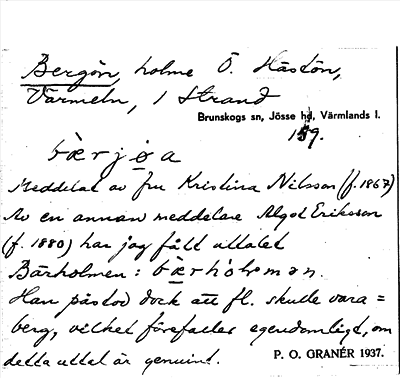 Bergön, holme Ö. Hästön,
Värmeln, i Strand
Brunskogs sn, Jösse hd, Värmlands l.
159.
bærjøa
Meddelat av fru Kristina Nilsson (f. 1867)
Av en annan meddelare Algot Eriksson
(f. 1880) har jag fått uttalet
Bärholmen: bærhòlman.
Han påstod dock att fl. skulle vara =
berg, vilket förefaller egendomligt, om
detta uttal är genuint.
P. O. GRANÉR 1937.